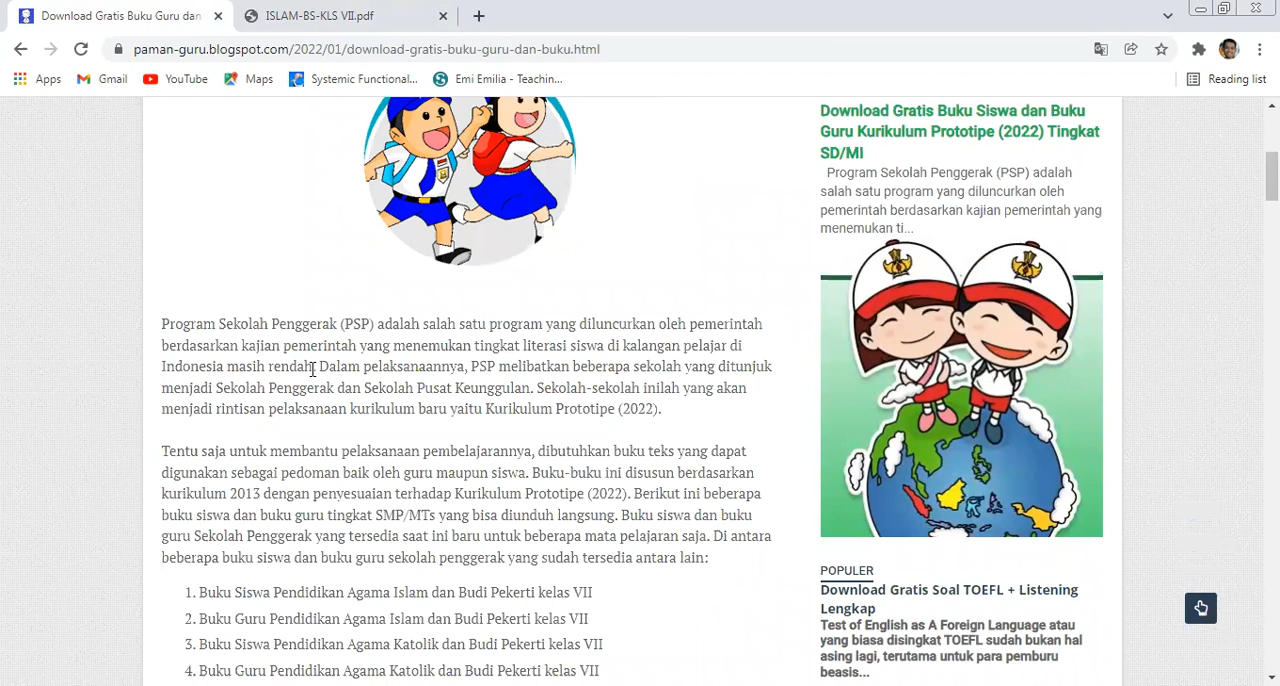 Download Gratis Buku Guru dan
ISLAM-BS-KLS VII.pdf
paman-guru.blogspot.com/2022/01/download-gratis-buku-guru-dan-buku.html
Apps
Gmail
YouTube
Maps
Systemic Functional...
Emi Emilia - Teachin...
Reading list
Program Sekolah Penggerak (PSP) adalah salah satu program yang diluncurkan oleh pemerintah
berdasarkan kajian pemerintah yang menemukan tingkat literasi siswa di kalangan pelajar di
Indonesia masih rendah. Dalam pelaksanaannya, PSP melibatkan beberapa sekolah yang ditunjuk
menjadi Sekolah Penggerak dan Sekolah Pusat Keunggulan. Sekolah-sekolah inilah yang akan
menjadi rintisan pelaksanaan kurikulum baru yaitu Kurikulum Prototipe (2022).
Tentu saja untuk membantu pelaksanaan pembelajarannya, dibutuhkan buku teks yang dapat
digunakan sebagai pedoman baik oleh guru maupun siswa. Buku-buku ini disusun berdasarkan
kurikulum 2013 dengan penyesuaian terhadap Kurikulum Prototipe (2022). Berikut ini beberapa
buku siswa dan buku guru tingkat SMP/MTs yang bisa diunduh langsung. Buku siswa dan buku
guru Sekolah Penggerak yang tersedia saat ini baru untuk beberapa mata pelajaran saja. Di antara
beberapa buku siswa dan buku guru sekolah penggerak yang sudah tersedia antara lain:
1. Buku Siswa Pendidikan Agama Islam dan Budi Pekerti kelas VII
2. Buku Guru Pendidikan Agama Islam dan Budi Pekerti kelas VII
3. Buku Siswa Pendidikan Agama Katolik dan Budi Pekerti kelas VII
4. Buku Guru Pendidikan Agama Katolik dan Budi Pekerti kelas VII
Download Gratis Buku Siswa dan Buku
Guru Kurikulum Prototipe (2022) Tingkat
SD/MI
Program Sekolah Penggerak (PSP) adalah
salah satu program yang diluncurkan oleh
pemerintah berdasarkan kajian pemerintah yang
menemukan ti...
POPULER
Download Gratis Soal TOEFL + Listening
Lengkap
Test of English as A Foreign Language atau
yang biasa disingkat TOEFL sudah bukan hal
asing lagi, terutama untuk para pemburu
beasis...